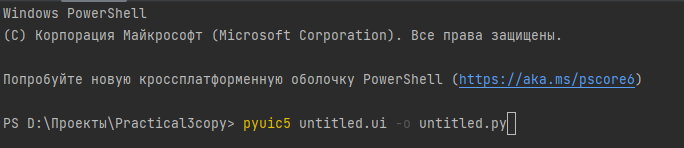 Windows PowerShell
(C) Корпорация Майкрософт (Microsoft Corporation). Все права защищены.
Попробуйте новую кроссплатформенную оболочку PowerShell (https://aka.ms/pscore6)
PS D:\Проекты\Practical3copy> pyuic5 untitled.ui -o untitled.py